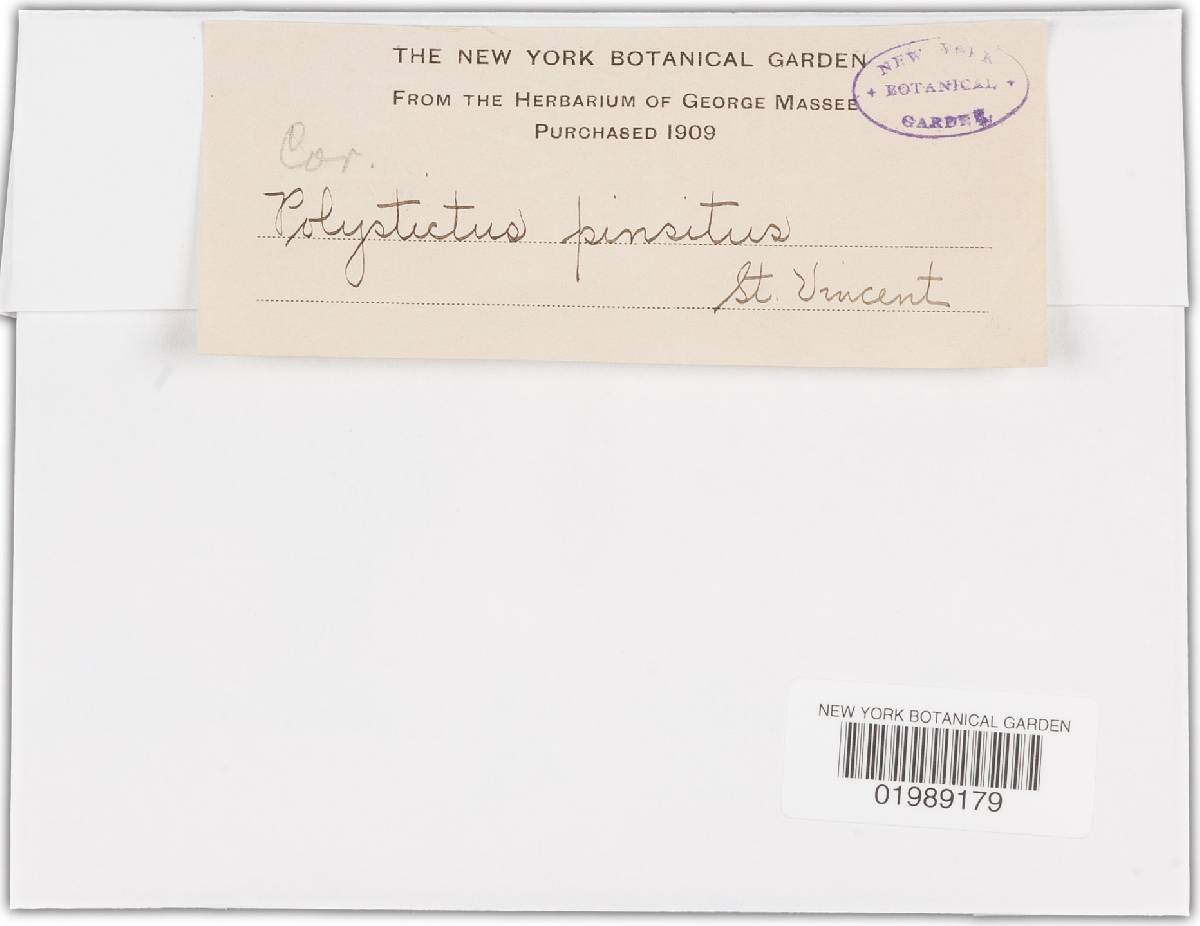 THE NEW YORK BOTANICAL GARDEN
FROM THE HERBARIUM OF GEORGE MASSEE
PURCHASED 1909
NEW YORK
BOTANICAL
GARDEN
Cor.
Polystictus pinsitus
St. Vincent
NEW YORK BOTANICAL GARDEN
01989179